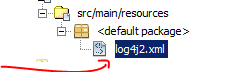 src/main/resources
<default package>
log4j2.xml